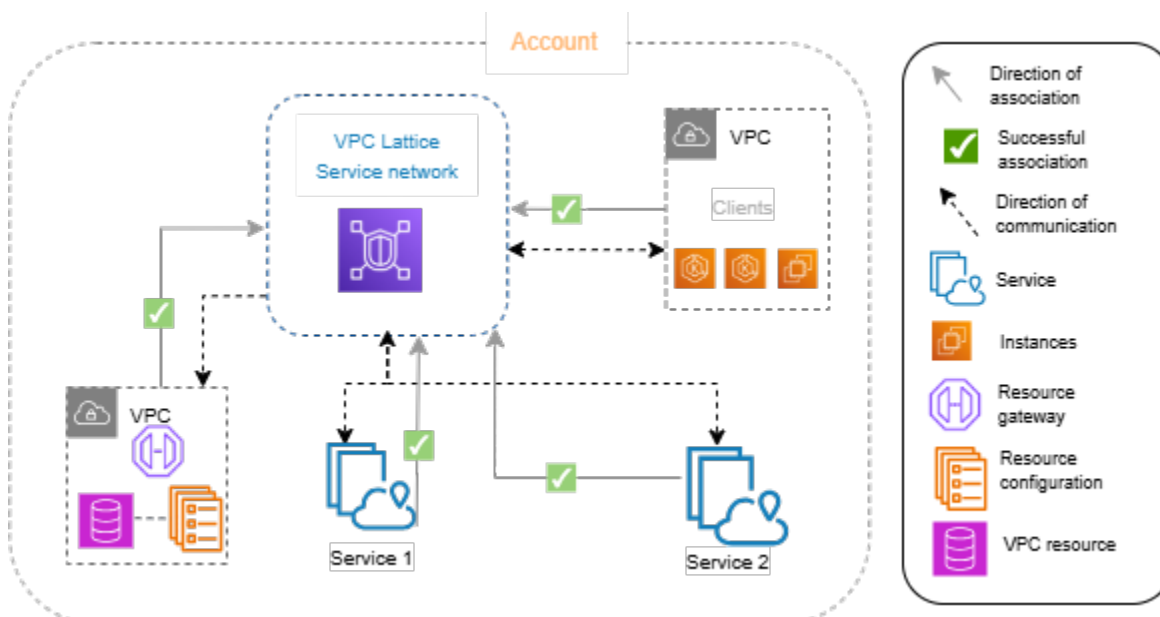 Account
VPC Lattice
Service network
VPC
Clients
VPC
Service 1
Service 2
Direction of
association
Successful
association
Direction of
communication
Service
Instances
Resource
gateway
Resource
configuration
VPC resource